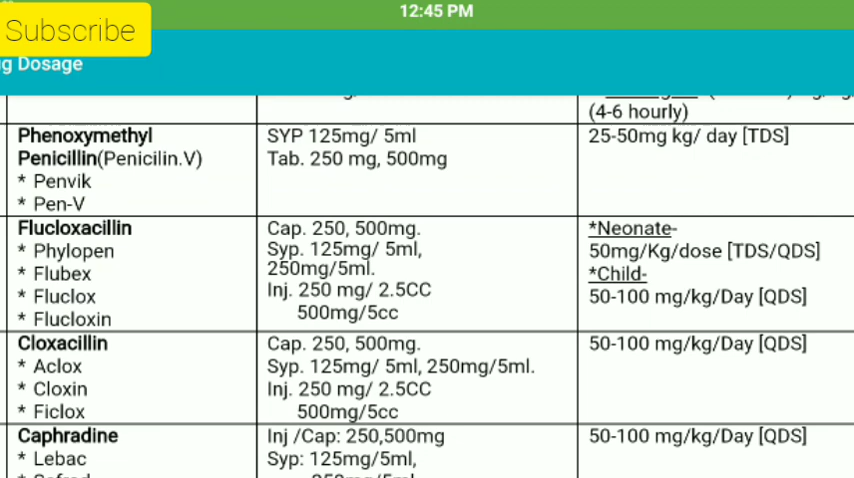 12:45 PM
Subscribe
g Dosage
(4-6 hourly)
Phenoxymethyl
Penicillin(Penicilin.V)
* Penvik
* Pen-V
SYP 125mg/ 5ml
Tab. 250 mg, 500mg
25-50mg kg/ day [TDS]
Flucloxacillin
* Phylopen
* Flubex
* Fluclox
* Flucloxin
Cap. 250, 500mg.
Syp. 125mg/ 5ml,
250mg/5ml.
Inj. 250 mg/ 2.5CC
500mg/5cc
*Neonate-
50mg/Kg/dose [TDS/QDS]
*Child-
50-100 mg/kg/Day [QDS]
Cloxacillin
* Aclox
* Cloxin
* Ficlox
Cap. 250, 500mg.
Syp. 125mg/ 5ml, 250mg/5ml.
Inj. 250 mg/ 2.5CC
500mg/5cc
50-100 mg/kg/Day [QDS]
Caphradine
* Lebac
Inj /Cap: 250,500mg
Syp: 125mg/5ml,
50-100 mg/kg/Day [QDS]